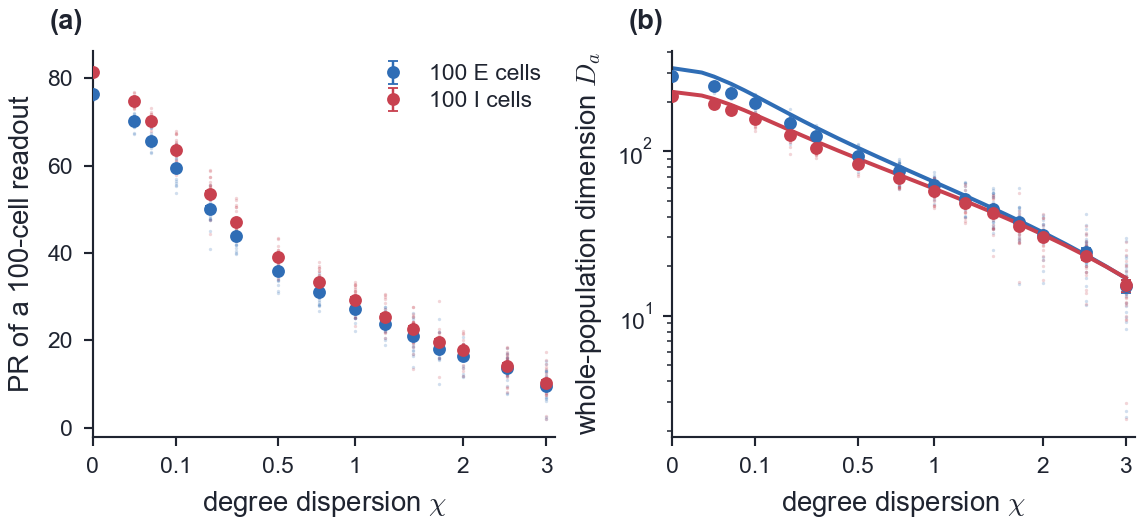 (a)
PR of a 100-cell readout
80
60
40
20
0
0
0.1
0.5
1
2
3
degree dispersion χ
100 E cells
100 I cells
(b)
whole-population dimension Dₐ
10²
10¹
0
0.1
0.5
1
2
3
degree dispersion χ